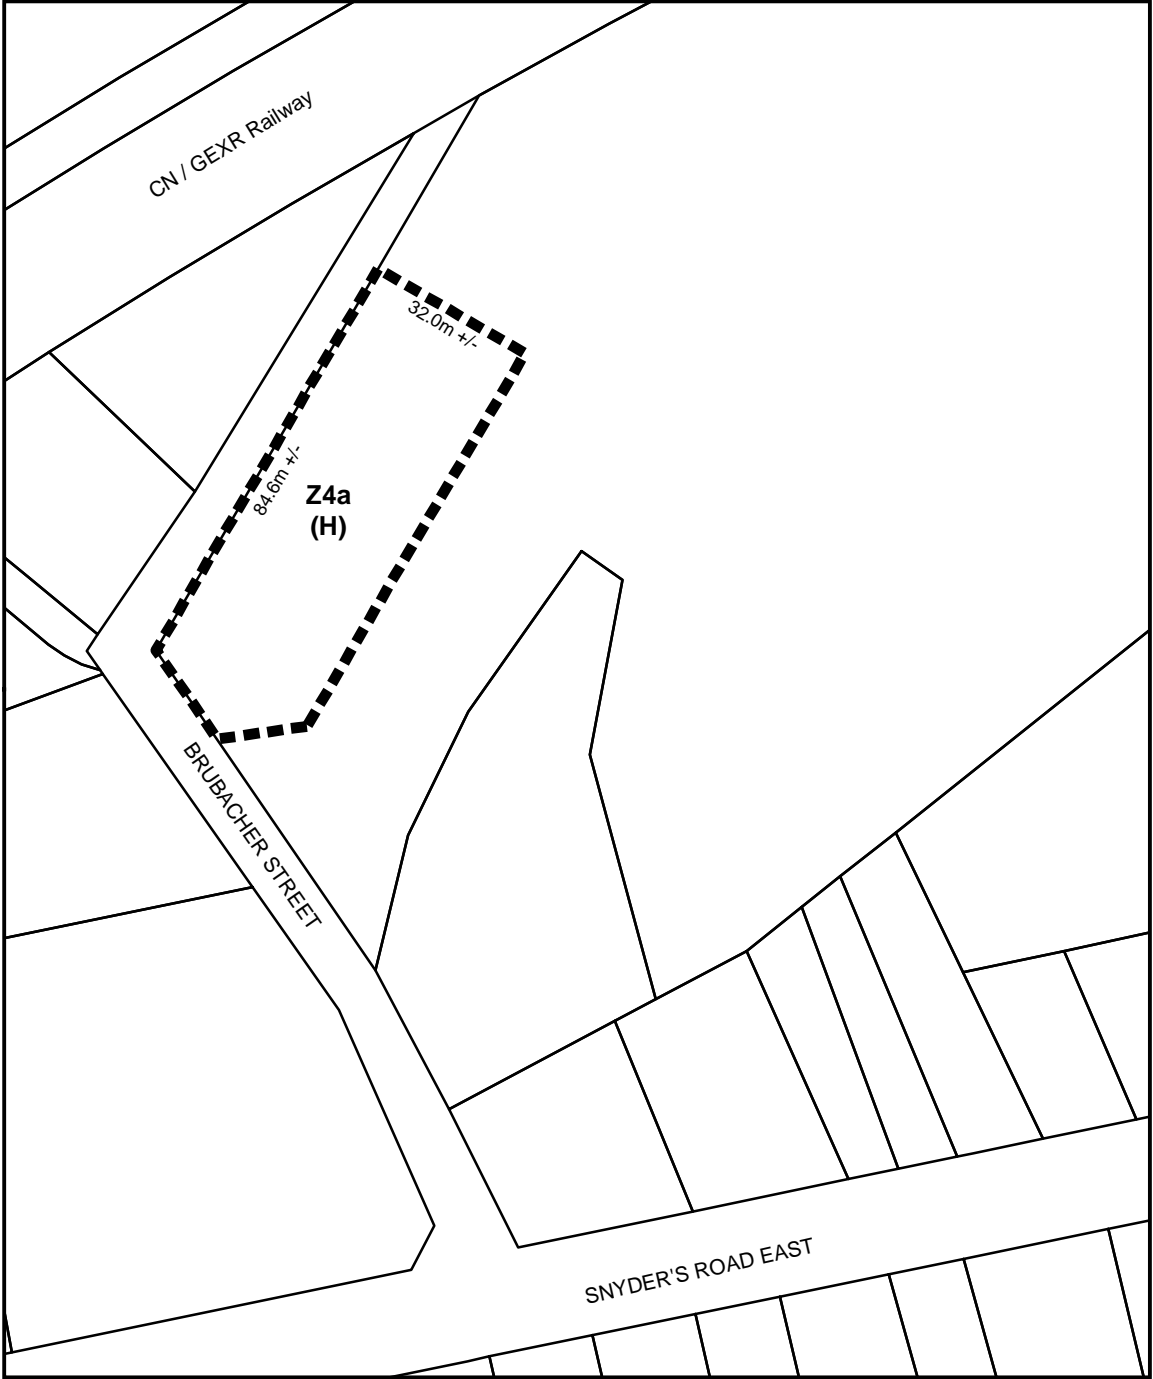 CN / GEXR Railway
32.0m +/-
84.6m +/-
Z4a
(H)
BRUBACHER STREET
SNYDER'S ROAD EAST